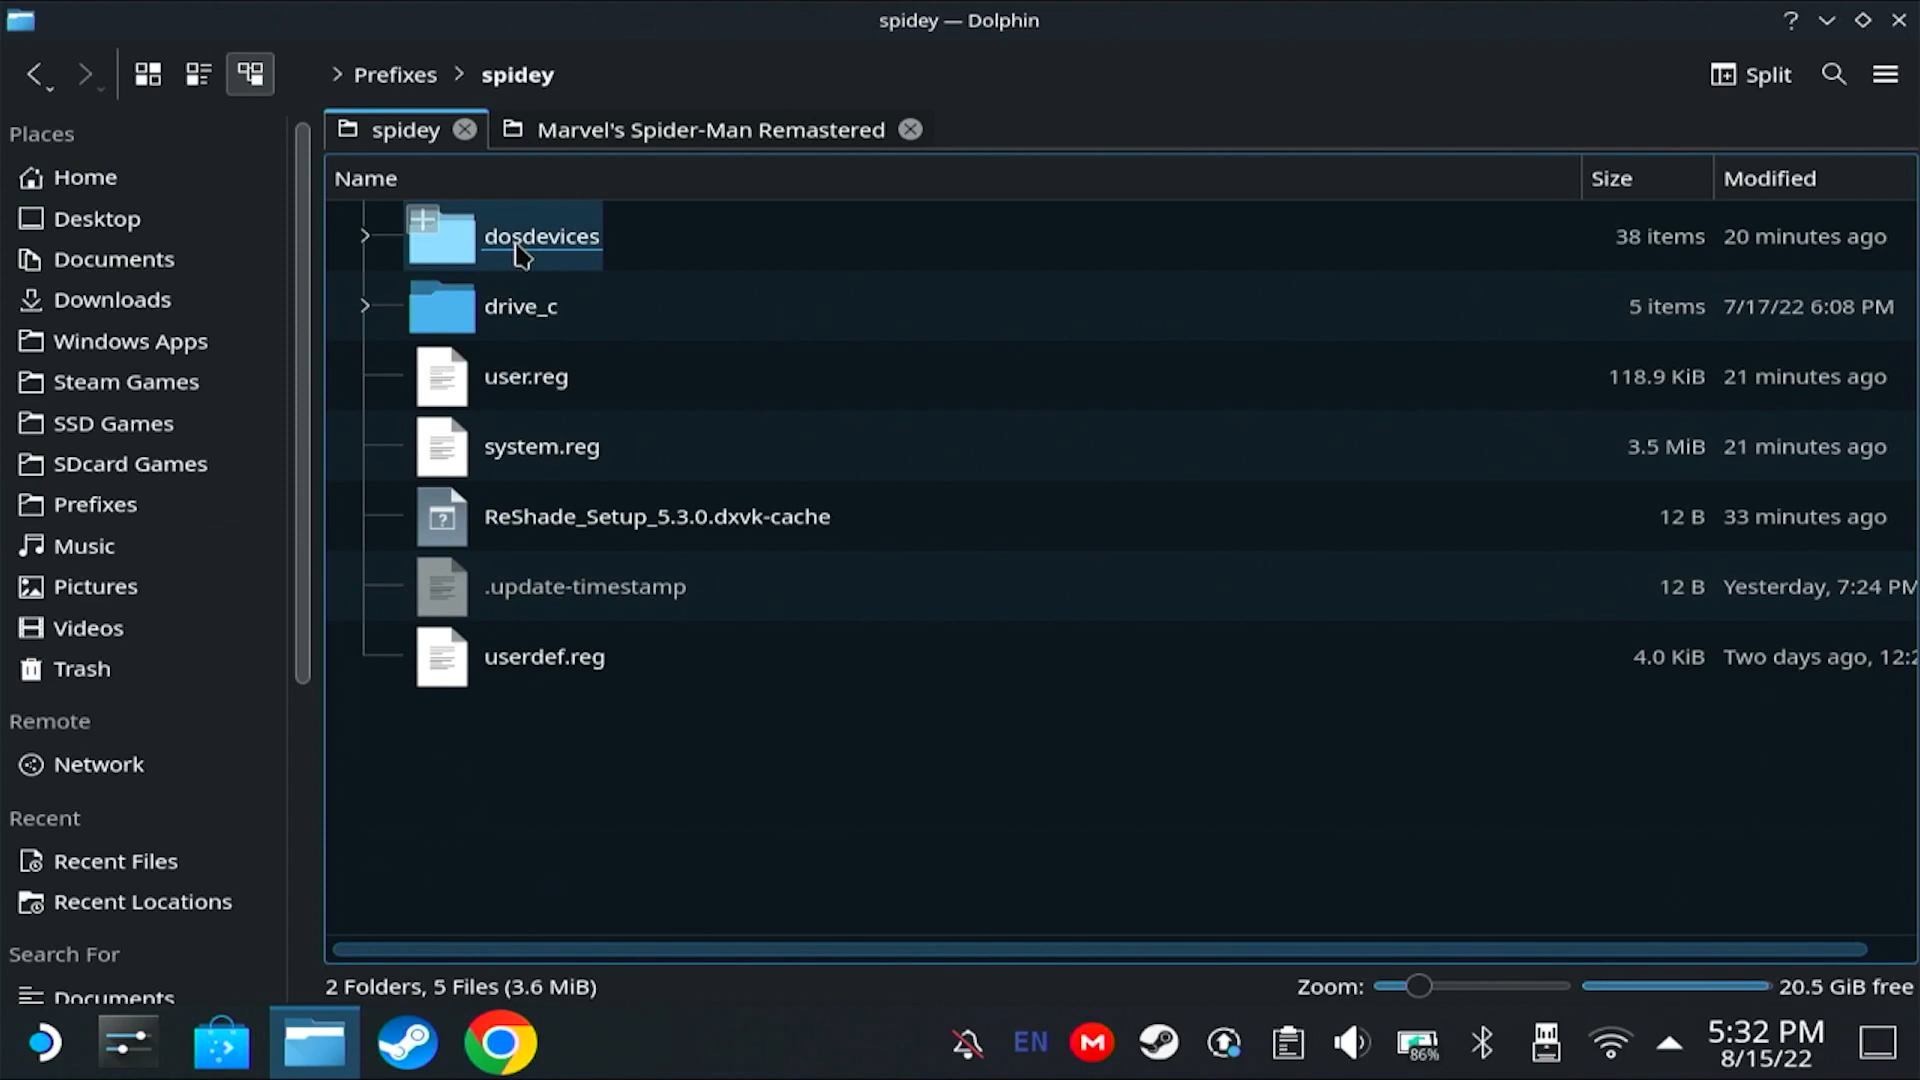 spidey — Dolphin
Prefixes
spidey
Split
Places
Home
Desktop
Documents
Downloads
Windows Apps
Steam Games
SSD Games
SDcard Games
Prefixes
Music
Pictures
Videos
Trash
Remote
Network
Recent
Recent Files
Recent Locations
Search For
Documents
spidey
Marvel's Spider-Man Remastered
Name Size Modified
dosdevices 38 items 20 minutes ago
drive_c 5 items 7/17/22 6:08 PM
user.reg 118.9 KiB 21 minutes ago
system.reg 3.5 MiB 21 minutes ago
ReShade_Setup_5.3.0.dxvk-cache 12 B 33 minutes ago
.update-timestamp 12 B Yesterday, 7:24 PM
userdef.reg 4.0 KiB Two days ago, 12:2
2 Folders, 5 Files (3.6 MiB)
Zoom:
20.5 GiB free
EN
M
86%
5:32 PM
8/15/22